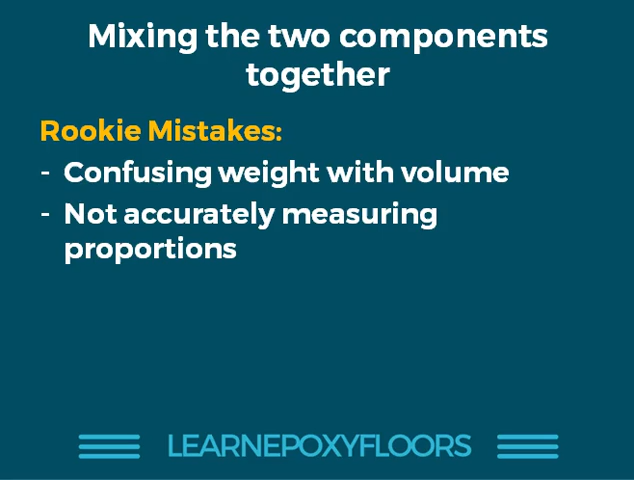 Mixing the two components
together
Rookie Mistakes:
- Confusing weight with volume
- Not accurately measuring
proportions
LEARNEPOXYFLOORS